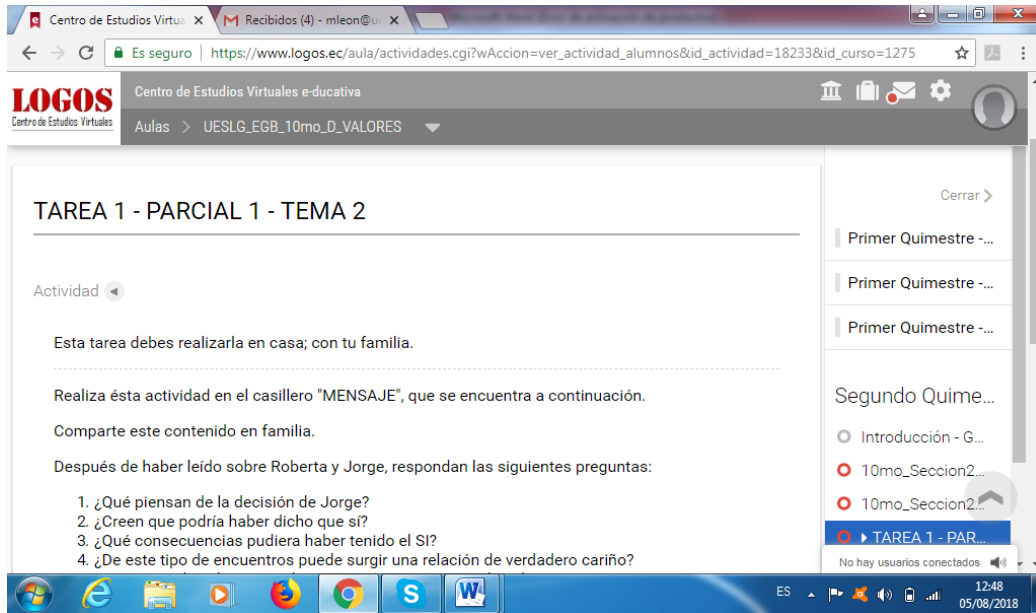 Centro de Estudios Virtua
Recibidos (4) - mleon@u
Es seguro | https://www.logos.ec/aula/actividades.cgi?wAccion=ver_actividad_alumnos&id_actividad=18233&id_curso=1275
LOGOS
Centro de Estudios Virtuales
Centro de Estudios Virtuales e-ducativa
Aulas > UESLG_EGB_10mo_D_VALORES
TAREA 1 - PARCIAL 1 - TEMA 2
Actividad
Esta tarea debes realizarla en casa; con tu familia.
Realiza ésta actividad en el casillero "MENSAJE", que se encuentra a continuación.
Comparte este contenido en familia.
Después de haber leído sobre Roberta y Jorge, respondan las siguientes preguntas:
1. ¿Qué piensan de la decisión de Jorge?
2. ¿Creen que podría haber dicho que sí?
3. ¿Qué consecuencias pudiera haber tenido el SI?
4. ¿De este tipo de encuentros puede surgir una relación de verdadero cariño?
Cerrar
Primer Quimestre -...
Primer Quimestre -...
Primer Quimestre -...
Segundo Quime...
Introducción - G...
10mo_Seccion2...
10mo_Seccion2...
TAREA 1 - PAR...
No hay usuarios conectados
ES
12:48
05/08/2018